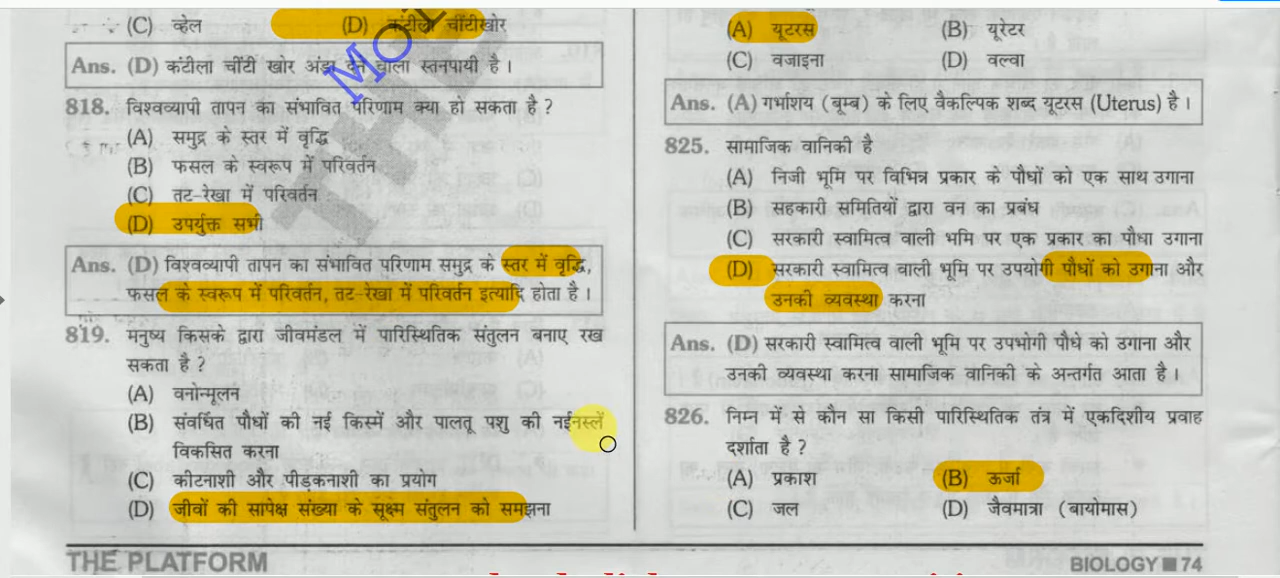 (C) व्हेल (D) कंटीला चींटीखोर
Ans. (D) कंटीला चींटी खोर अंडा देने वाला स्तनपायी है।
818. विश्वव्यापी तापन का संभावित परिणाम क्या हो सकता है ?
(A) समुद्र के स्तर में वृद्धि
(B) फसल के स्वरूप में परिवर्तन
(C) तट-रेखा में परिवर्तन
(D) उपर्युक्त सभी
Ans. (D) विश्वव्यापी तापन का संभावित परिणाम समुद्र के स्तर में वृद्धि,
फसल के स्वरूप में परिवर्तन, तट-रेखा में परिवर्तन इत्यादि होता है।
819. मनुष्य किसके द्वारा जीवमंडल में पारिस्थितिक संतुलन बनाए रख
सकता है ?
(A) वनोन्मूलन
(B) संवर्धित पौधों की नई किस्में और पालतू पशु की नईनस्लें
विकसित करना
(C) कीटनाशी और पीड़कनाशी का प्रयोग
(D) जीवों की सापेक्ष संख्या के सूक्ष्म संतुलन को समझना
(A) यूटरस (B) यूरेटर
(C) वजाइना (D) वल्वा
Ans. (A) गर्भाशय (बूम्ब) के लिए वैकल्पिक शब्द यूटरस (Uterus) है।
825. सामाजिक वानिकी है
(A) निजी भूमि पर विभिन्न प्रकार के पौधों को एक साथ उगाना
(B) सहकारी समितियों द्वारा वन का प्रबंध
(C) सरकारी स्वामित्व वाली भमि पर एक प्रकार का पौधा उगाना
(D) सरकारी स्वामित्व वाली भूमि पर उपयोगी पौधों को उगाना और
उनकी व्यवस्था करना
Ans. (D) सरकारी स्वामित्व वाली भूमि पर उपभोगी पौधे को उगाना और
उनकी व्यवस्था करना सामाजिक वानिकी के अन्तर्गत आता है।
826. निम्न में से कौन सा किसी पारिस्थितिक तंत्र में एकदिशीय प्रवाह
दर्शाता है ?
(A) प्रकाश (B) ऊर्जा
(C) जल (D) जैवमात्रा (बायोमास)
THE PLATFORM BIOLOGY ■ 74